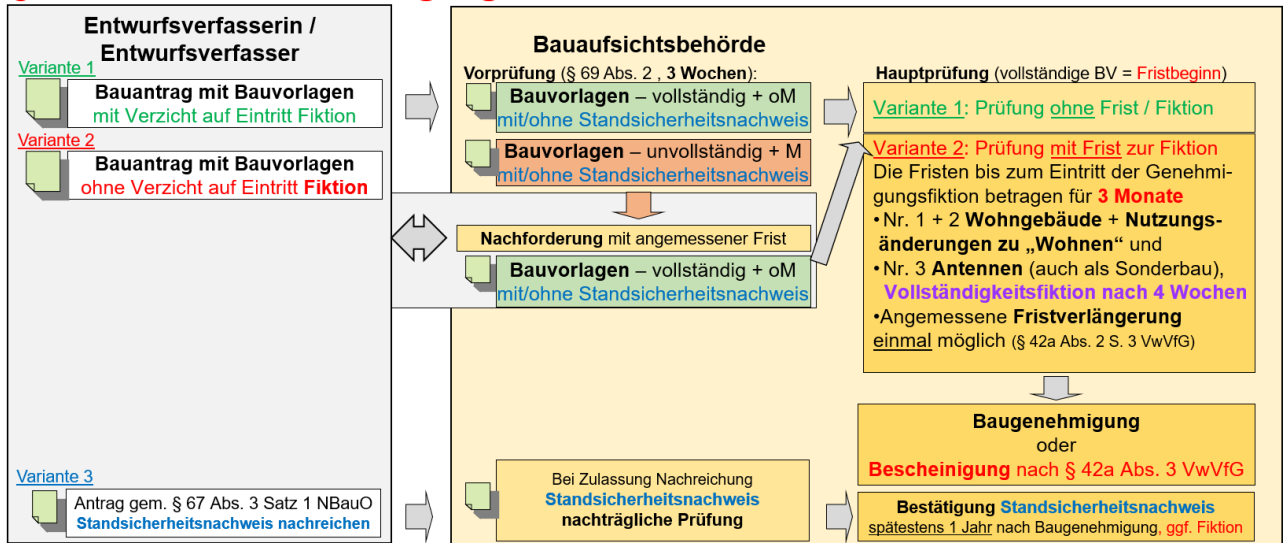 Entwurfsverfasserin /
Entwurfsverfasser
Variante 1
Bauantrag mit Bauvorlagen
mit Verzicht auf Eintritt Fiktion
Variante 2
Bauantrag mit Bauvorlagen
ohne Verzicht auf Eintritt Fiktion
Variante 3
Antrag gem. § 67 Abs. 3 Satz 1 NBauO
Standsicherheitsnachweis nachreichen
Bauaufsichtsbehörde
Vorprüfung (§ 69 Abs. 2 , 3 Wochen):
Bauvorlagen – vollständig + oM
mit/ohne Standsicherheitsnachweis
Bauvorlagen – unvollständig + M
mit/ohne Standsicherheitsnachweis
Nachforderung mit angemessener Frist
Bauvorlagen – vollständig + oM
mit/ohne Standsicherheitsnachweis
Bei Zulassung Nachreichung
Standsicherheitsnachweis
nachträgliche Prüfung
Hauptprüfung (vollständige BV = Fristbeginn)
Variante 1: Prüfung ohne Frist / Fiktion
Variante 2: Prüfung mit Frist zur Fiktion
Die Fristen bis zum Eintritt der Genehmi-
gungsfiktion betragen für 3 Monate
•Nr. 1 + 2 Wohngebäude + Nutzungs-
änderungen zu „Wohnen“ und
•Nr. 3 Antennen (auch als Sonderbau),
Vollständigkeitsfiktion nach 4 Wochen
•Angemessene Fristverlängerung
einmal möglich (§ 42a Abs. 2 S. 3 VwVfG)
Baugenehmigung
oder
Bescheinigung nach § 42a Abs. 3 VwVfG
Bestätigung Standsicherheitsnachweis
spätestens 1 Jahr nach Baugenehmigung, ggf. Fiktion